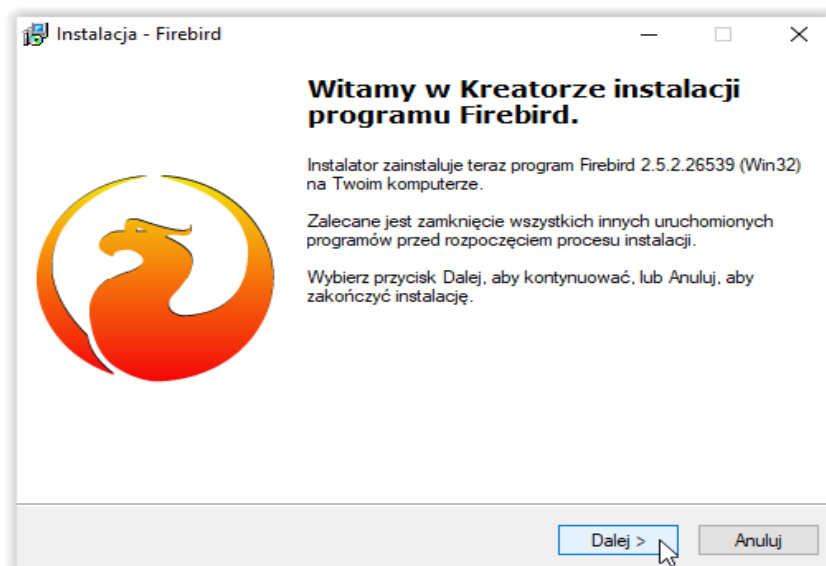 Instalacja - Firebird
Witamy w Kreatorze instalacji
programu Firebird.
Instalator zainstaluje teraz program Firebird 2.5.2.26539 (Win32)
na Twoim komputerze.
Zalecane jest zamknięcie wszystkich innych uruchomionych
programów przed rozpoczęciem procesu instalacji.
Wybierz przycisk Dalej, aby kontynuować, lub Anuluj, aby
zakończyć instalację.
Dalej >
Anuluj